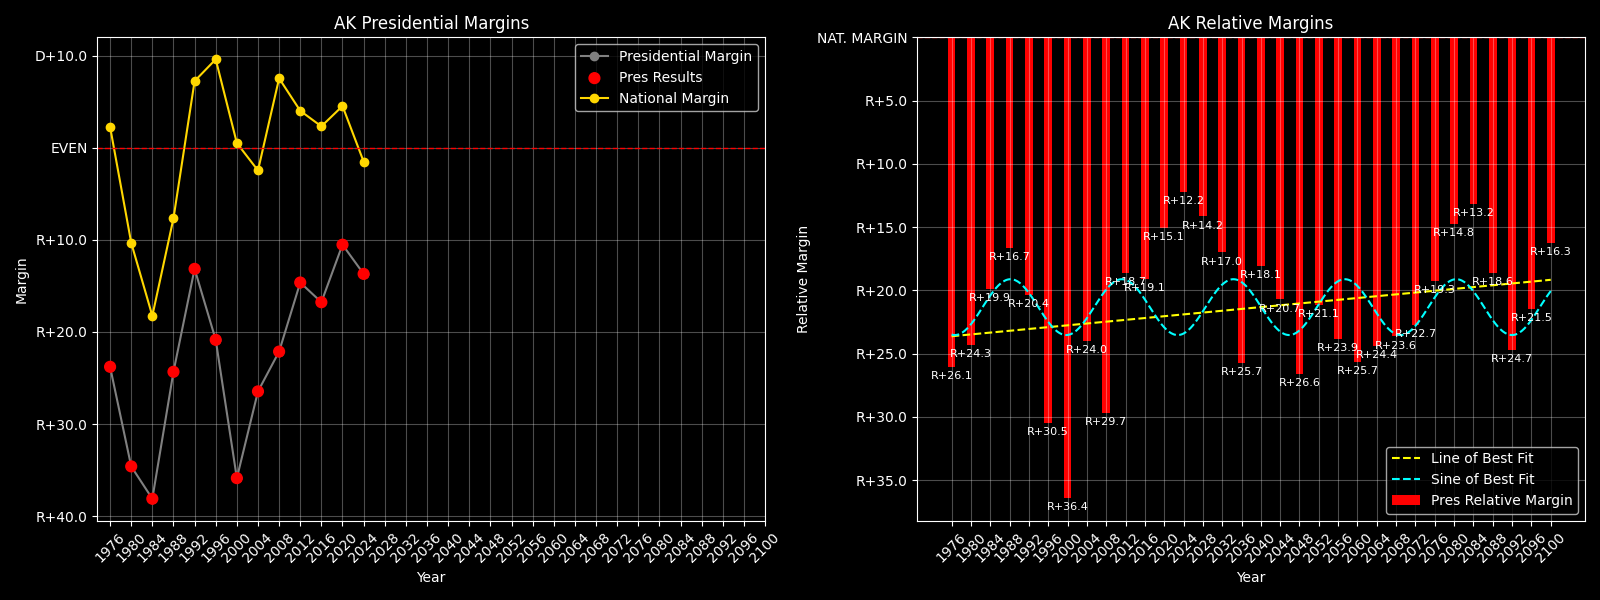 AK Presidential Margins
D+10.0
EVEN
R+10.0
R+20.0
R+30.0
R+40.0
Margin
Presidential Margin
Pres Results
National Margin
1976 1980 1984 1988 1992 1996 2000 2004 2008 2012 2016 2020 2024 2028 2032 2036 2040 2044 2048 2052 2056 2060 2064 2068 2072 2076 2080 2084 2088 2092 2096 2100
Year
AK Relative Margins
NAT. MARGIN
R+5.0
R+10.0
R+15.0
R+20.0
R+25.0
R+30.0
R+35.0
Relative Margin
R+26.1
R+24.3
R+19.9
R+16.7
R+20.4
R+30.5
R+36.4
R+24.0
R+29.7
R+18.7
R+19.1
R+15.1
R+12.2
R+14.2
R+17.0
R+25.7
R+18.1
R+20.7
R+26.6
R+21.1
R+23.9
R+25.7
R+24.4
R+23.6
R+22.7
R+19.3
R+14.8
R+13.2
R+18.6
R+24.7
R+21.5
R+16.3
Line of Best Fit
Sine of Best Fit
Pres Relative Margin
1976 1980 1984 1988 1992 1996 2000 2004 2008 2012 2016 2020 2024 2028 2032 2036 2040 2044 2048 2052 2056 2060 2064 2068 2072 2076 2080 2084 2088 2092 2096 2100
Year